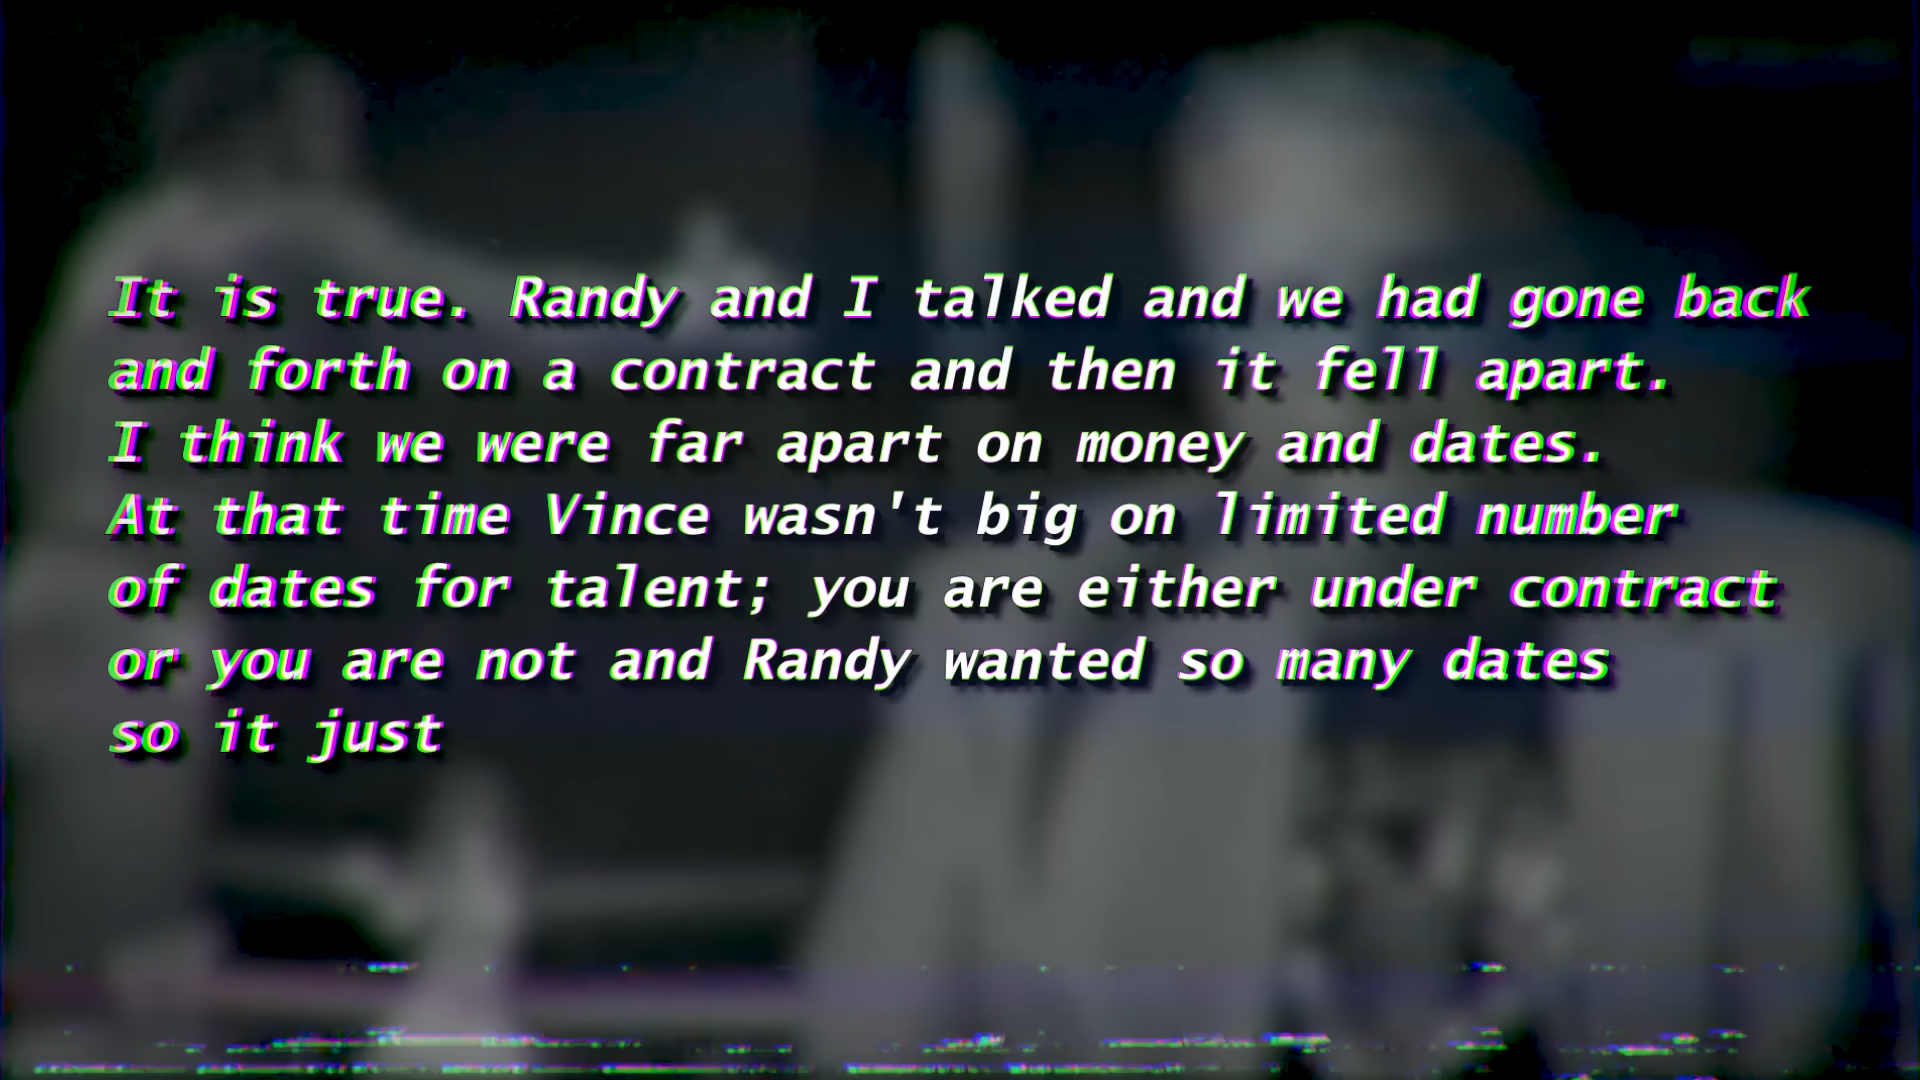 It is true. Randy and I talked and we had gone back
and forth on a contract and then it fell apart.
I think we were far apart on money and dates.
At that time Vince wasn't big on limited number
of dates for talent; you are either under contract
or you are not and Randy wanted so many dates
so it just